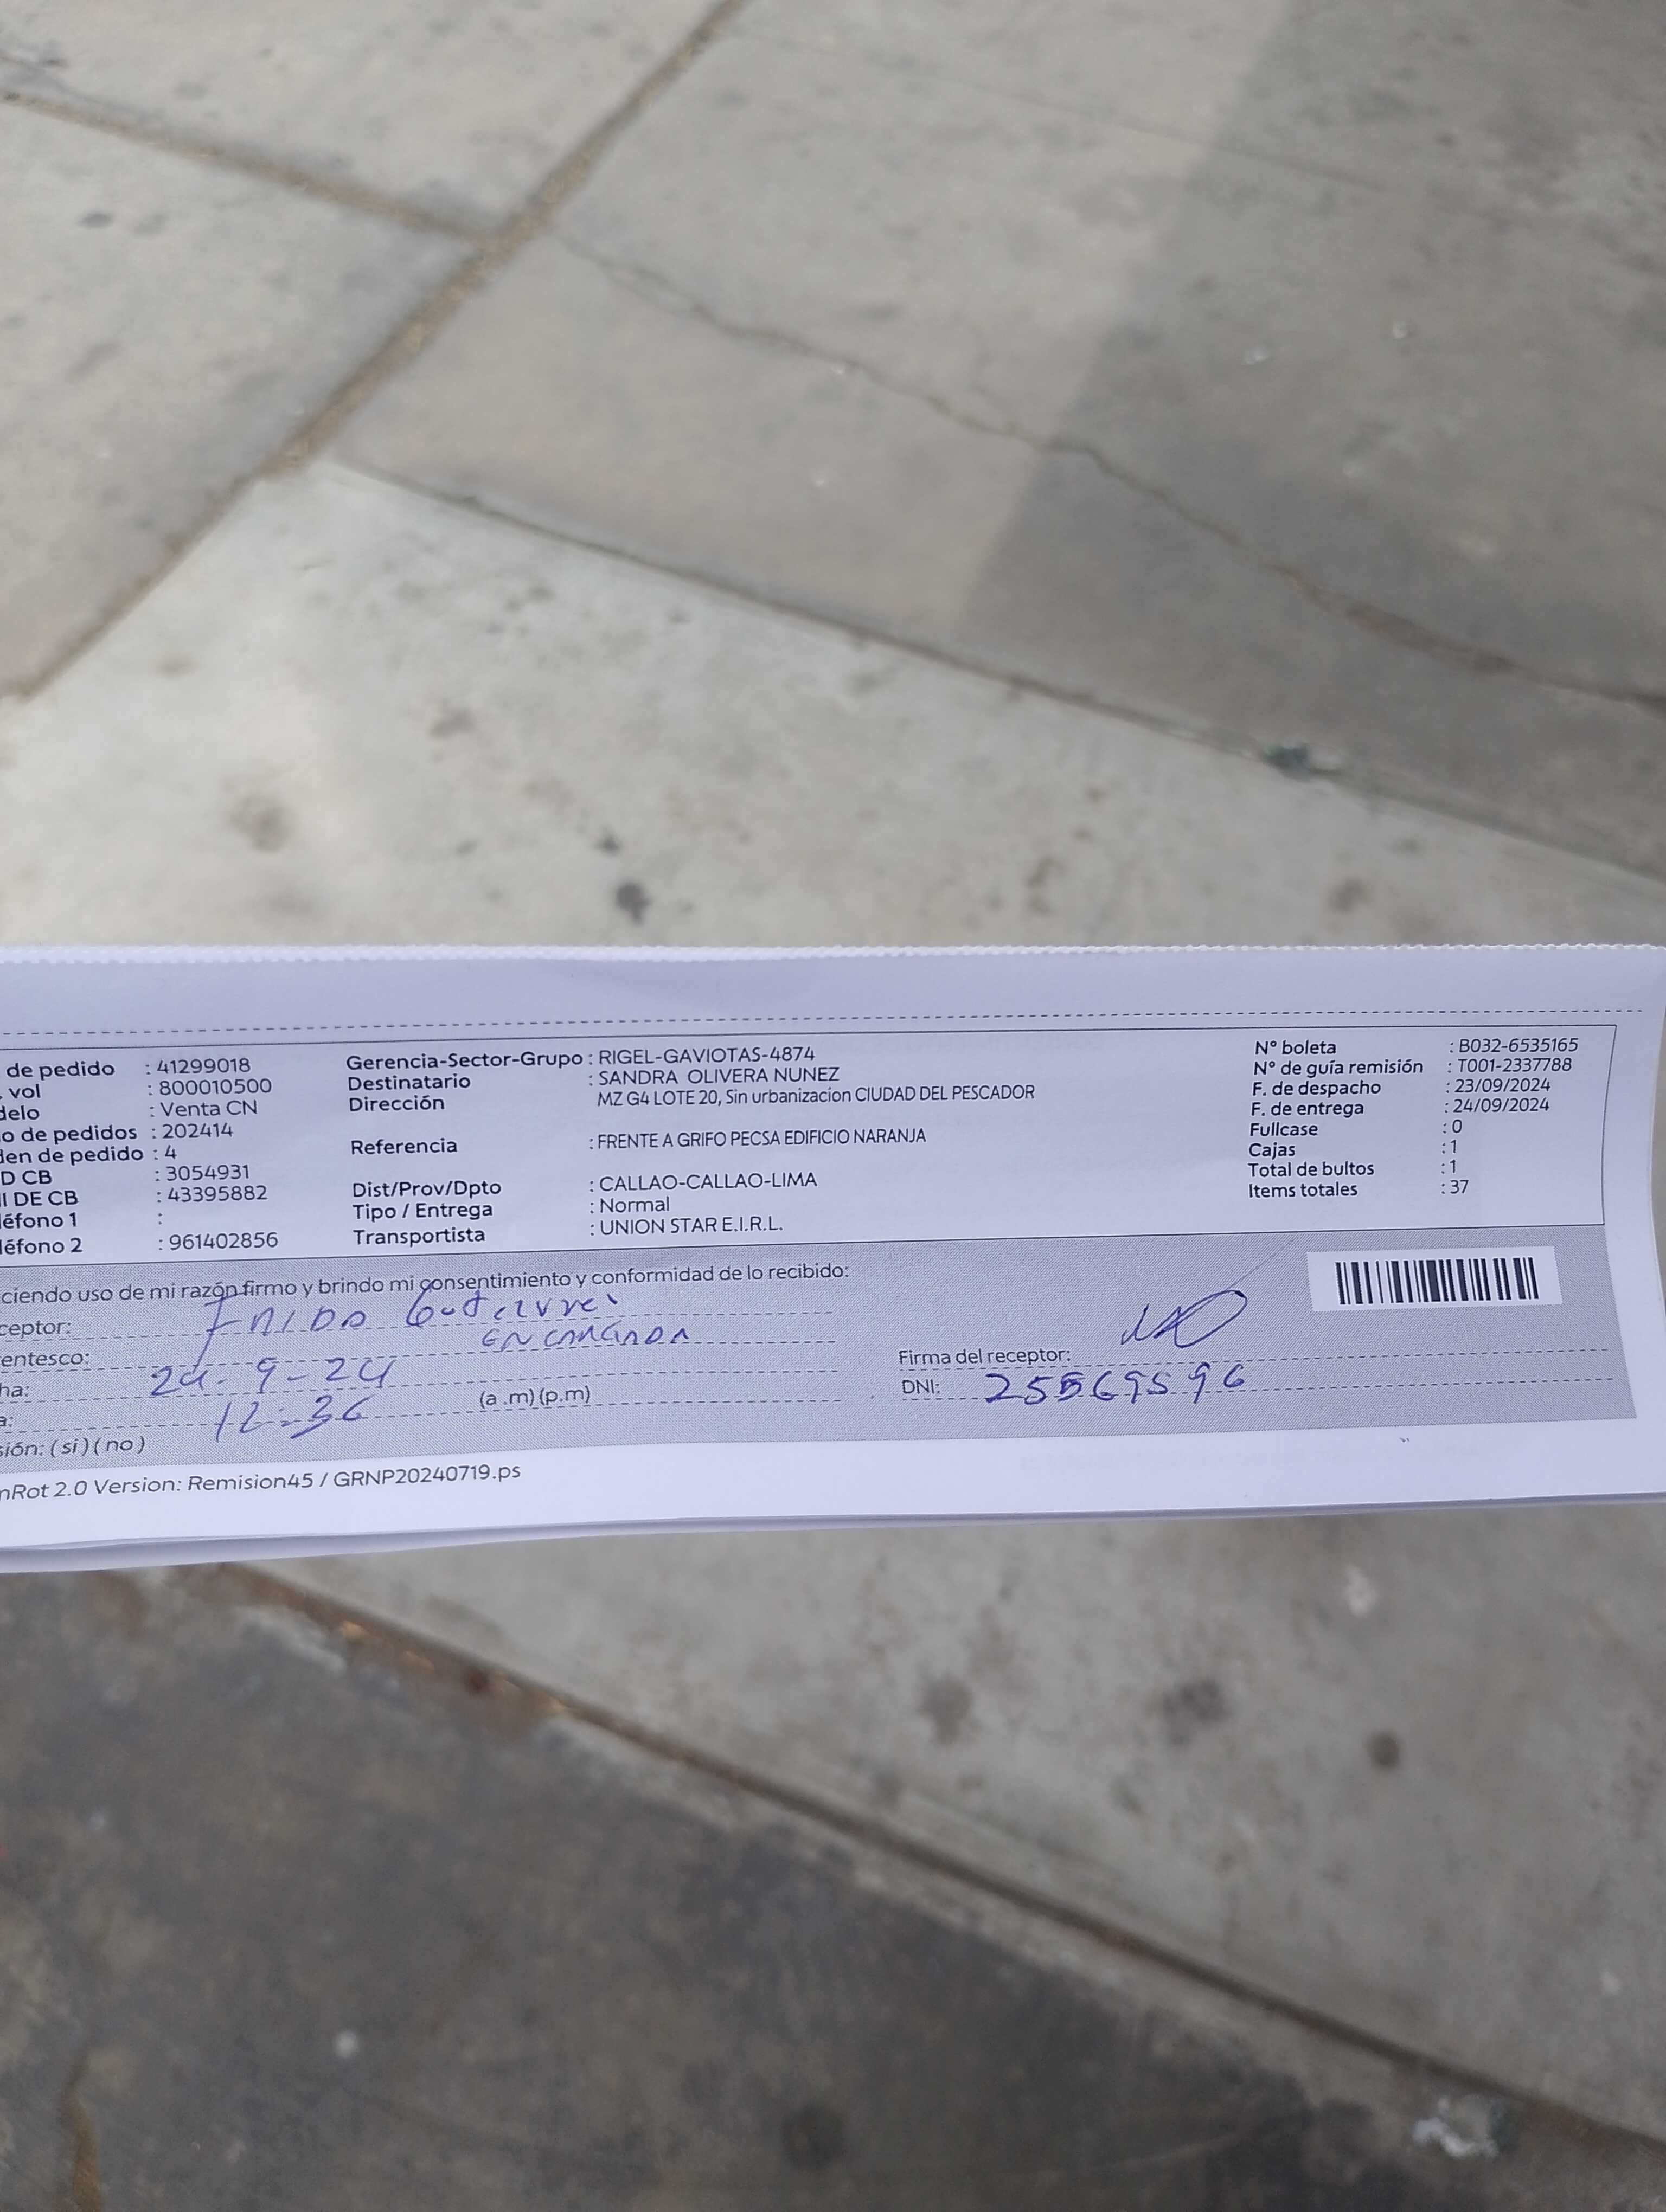 de pedido : 41299018
vol : 800010500
delo : Venta CN
o de pedidos : 202414
den de pedido : 4
D CB : 3054931
I DE CB : 43395882
léfono 1 :
léfono 2 : 961402856
Gerencia-Sector-Grupo : RIGEL-GAVIOTAS-4874
Destinatario : SANDRA OLIVERA NUNEZ
Dirección MZ G4 LOTE 20, Sin urbanizacion CIUDAD DEL PESCADOR
Referencia : FRENTE A GRIFO PECSA EDIFICIO NARANJA
Dist/Prov/Dpto : CALLAO-CALLAO-LIMA
Tipo / Entrega : Normal
Transportista : UNION STAR E.I.R.L.
N° boleta : B032-6535165
N° de guía remisión : T001-2337788
F. de despacho : 23/09/2024
F. de entrega : 24/09/2024
Fullcase : 0
Cajas : 1
Total de bultos : 1
Items totales : 37
ciendo uso de mi razón firmo y brindo mi consentimiento y conformidad de lo recibido:
ceptor:
entesco: ENCARGADA
ha: 24-9-24
a: 12:36 (a.m) (p.m)
sión: (si) (no)
Firma del receptor:
DNI: 25569596
nRot 2.0 Version: Remision45 / GRNP20240719.ps